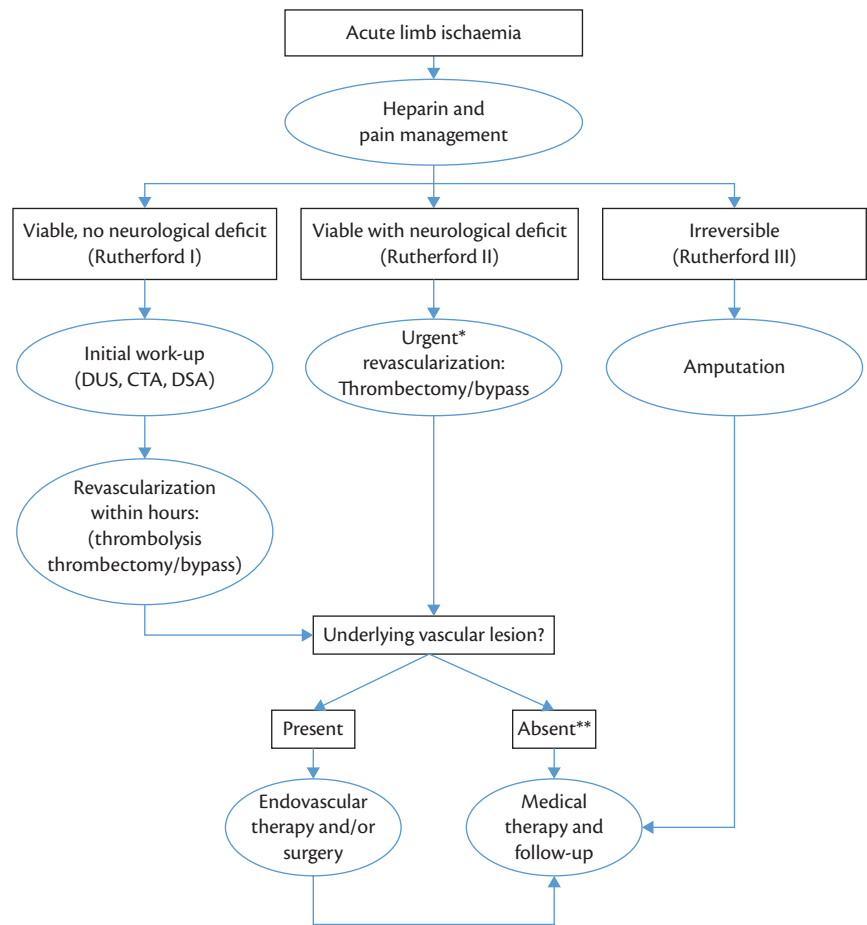 Acute limb ischaemia
Heparin and
pain management
Viable, no neurological deficit
(Rutherford I)
Viable with neurological deficit
(Rutherford II)
Irreversible
(Rutherford III)
Initial work-up
(DUS, CTA, DSA)
Urgent*
revascularization:
Thrombectomy/bypass
Amputation
Revascularization
within hours:
(thrombolysis
thrombectomy/bypass)
Underlying vascular lesion?
Present
Absent**
Endovascular
therapy and/or
surgery
Medical
therapy and
follow-up